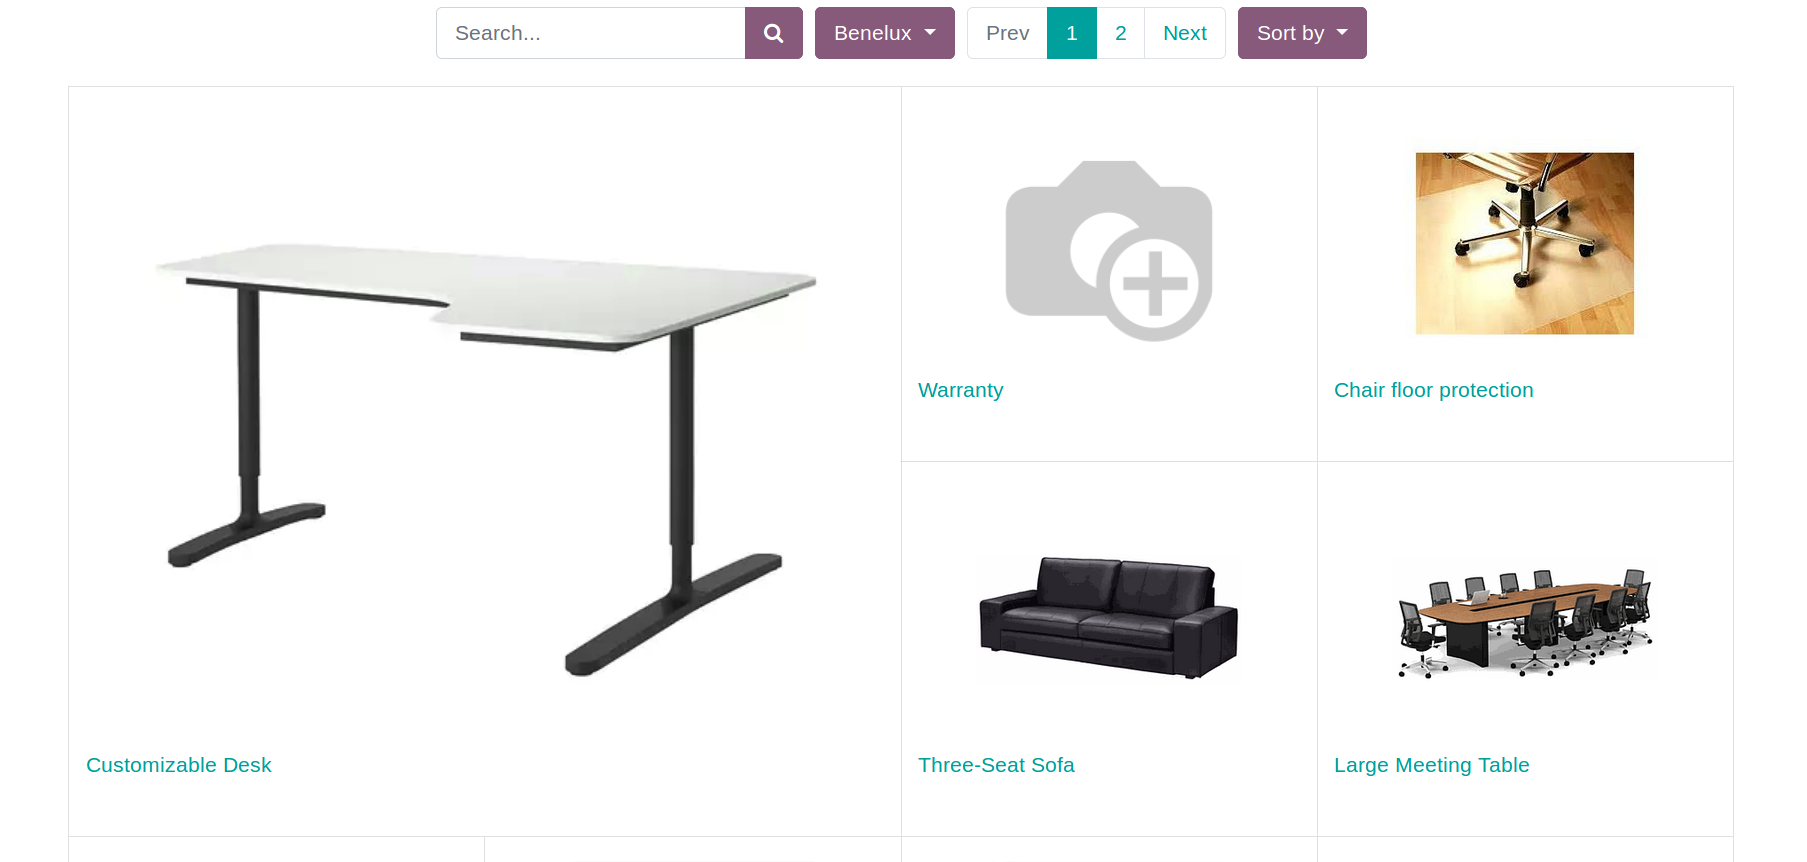 Search...
Benelux
Prev
1
2
Next
Sort by
Warranty
Chair floor protection
Customizable Desk
Three-Seat Sofa
Large Meeting Table